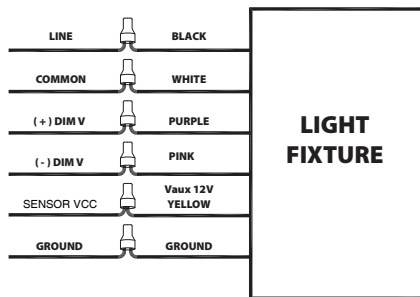 LINE BLACK
COMMON WHITE
(+) DIM V PURPLE
(-) DIM V PINK
Vaux 12V
SENSOR VCC YELLOW
GROUND GROUND
LIGHT
FIXTURE